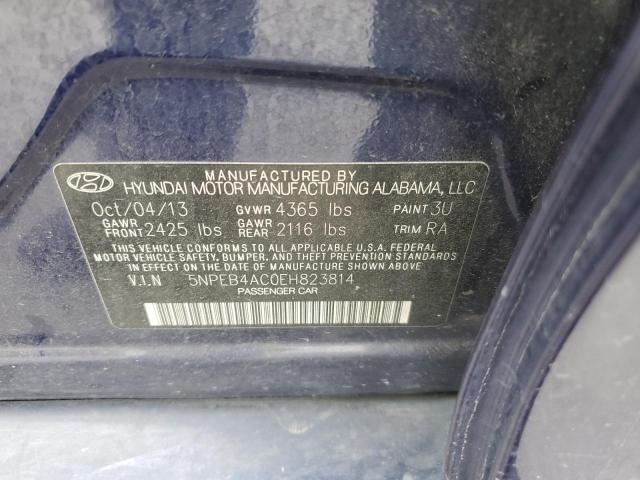 MANUFACTURED BY
HYUNDAI MOTOR MANUFACTURING ALABAMA, LLC
Oct/04/13 GVWR 4365 lbs PAINT 3U
GAWR FRONT 2425 lbs GAWR REAR 2116 lbs TRIM RA
THIS VEHICLE CONFORMS TO ALL APPLICABLE U.S.A. FEDERAL
MOTOR VEHICLE SAFETY, BUMPER, AND THEFT PREVENTION STANDARDS
IN EFFECT ON THE DATE OF MANUFACTURE SHOWN ABOVE.
V.I.N 5NPEB4AC0EH823814
PASSENGER CAR